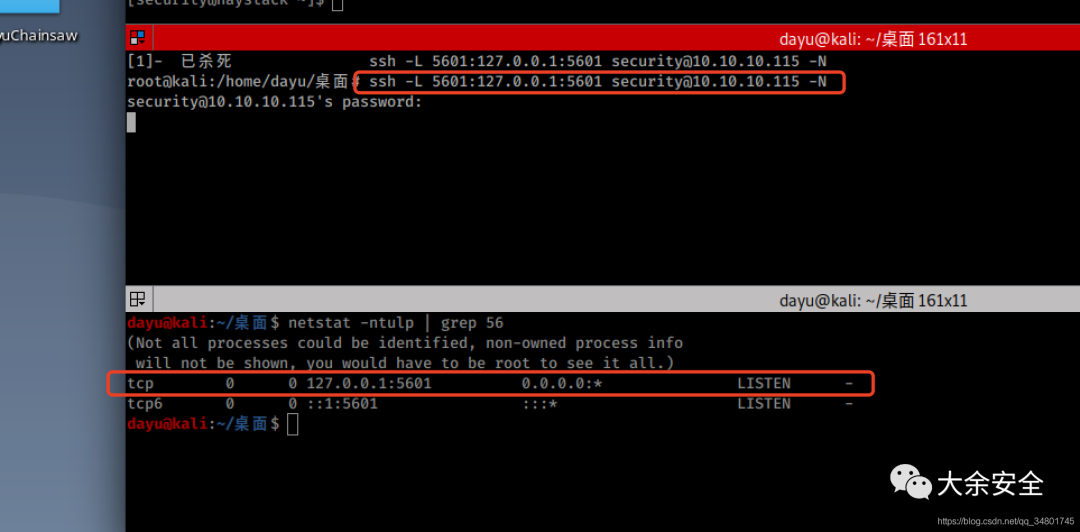 [security@haystack ~]$
yuChainsaw
dayu@kali: ~/桌面 161x11
[1]-  已杀死                 ssh -L 5601:127.0.0.1:5601 security@10.10.10.115 -N
root@kali:/home/dayu/桌面# ssh -L 5601:127.0.0.1:5601 security@10.10.10.115 -N
security@10.10.10.115's password:
dayu@kali: ~/桌面 161x11
dayu@kali:~/桌面$ netstat -ntulp | grep 56
(Not all processes could be identified, non-owned process info
 will not be shown, you would have to be root to see it all.)
tcp        0      0 127.0.0.1:5601          0.0.0.0:*               LISTEN      -
tcp6       0      0 ::1:5601                :::*                    LISTEN      -
dayu@kali:~/桌面$
大余安全
https://blog.csdn.net/qq_34801745